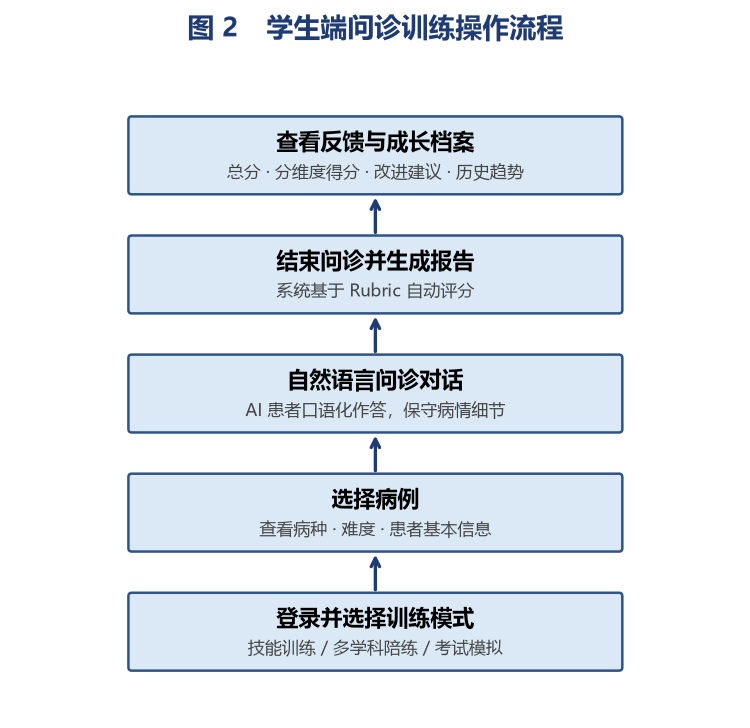 图 2 学生端问诊训练操作流程
查看反馈与成长档案
总分 · 分维度得分 · 改进建议 · 历史趋势
结束问诊并生成报告
系统基于 Rubric 自动评分
自然语言问诊对话
AI 患者口语化作答，保守病情细节
选择病例
查看病种 · 难度 · 患者基本信息
登录并选择训练模式
技能训练 / 多学科陪练 / 考试模拟